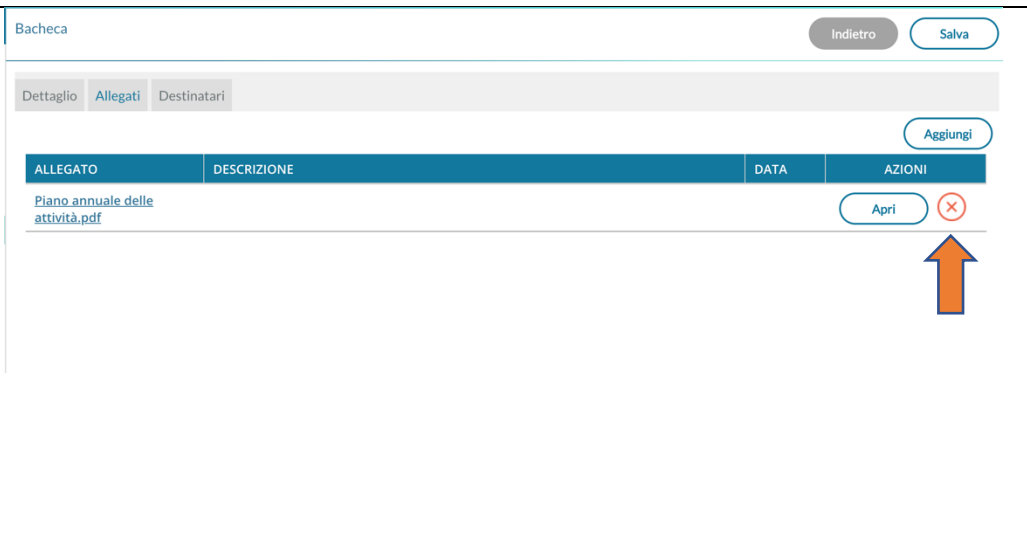 Bacheca
Indietro
Salva
Dettaglio Allegati Destinatari
Aggiungi
ALLEGATO DESCRIZIONE DATA AZIONI
Piano annuale delle
attività.pdf
Apri